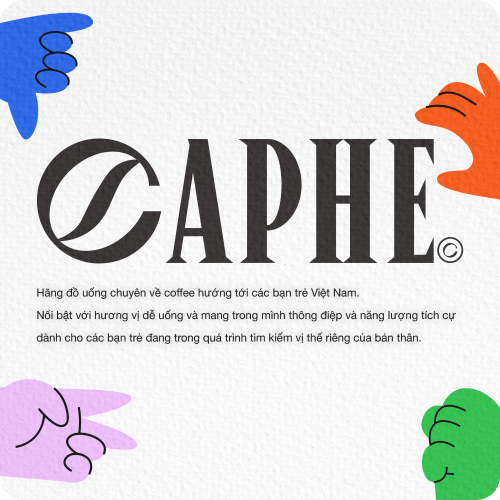 CAPHE©
Hãng đồ uống chuyên về coffee hướng tới các bạn trẻ Việt Nam.
Nổi bật với hương vị dễ uống và mang trong mình thông điệp và năng lượng tích cự
dành cho các bạn trẻ đang trong quá trình tìm kiếm vị thế riêng của bản thân.